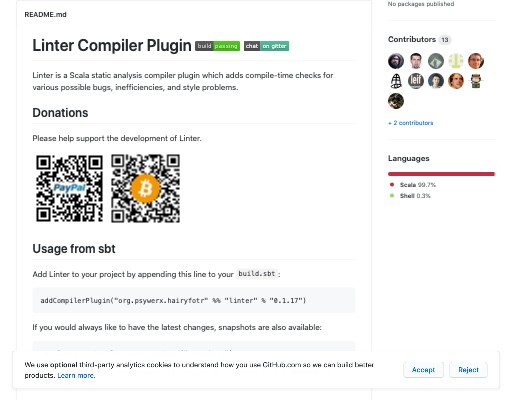 No packages published
README.md
Contributors 13
Linter Compiler Plugin build passing chat on gitter
Linter is a Scala static analysis compiler plugin which adds compile-time checks for
various possible bugs, inefficiencies, and style problems.
Donations
Please help support the development of Linter.
PayPal
+ 2 contributors
Languages
Scala 99.7%
Shell 0.3%
Usage from sbt
Add Linter to your project by appending this line to your build.sbt :
addCompilerPlugin("org.psywerx.hairyfotr" %% "linter" % "0.1.17")
If you would always like to have the latest changes, snapshots are also available:
We use optional third-party analytics cookies to understand how you use GitHub.com so we can build better
products. Learn more.
Accept
Reject